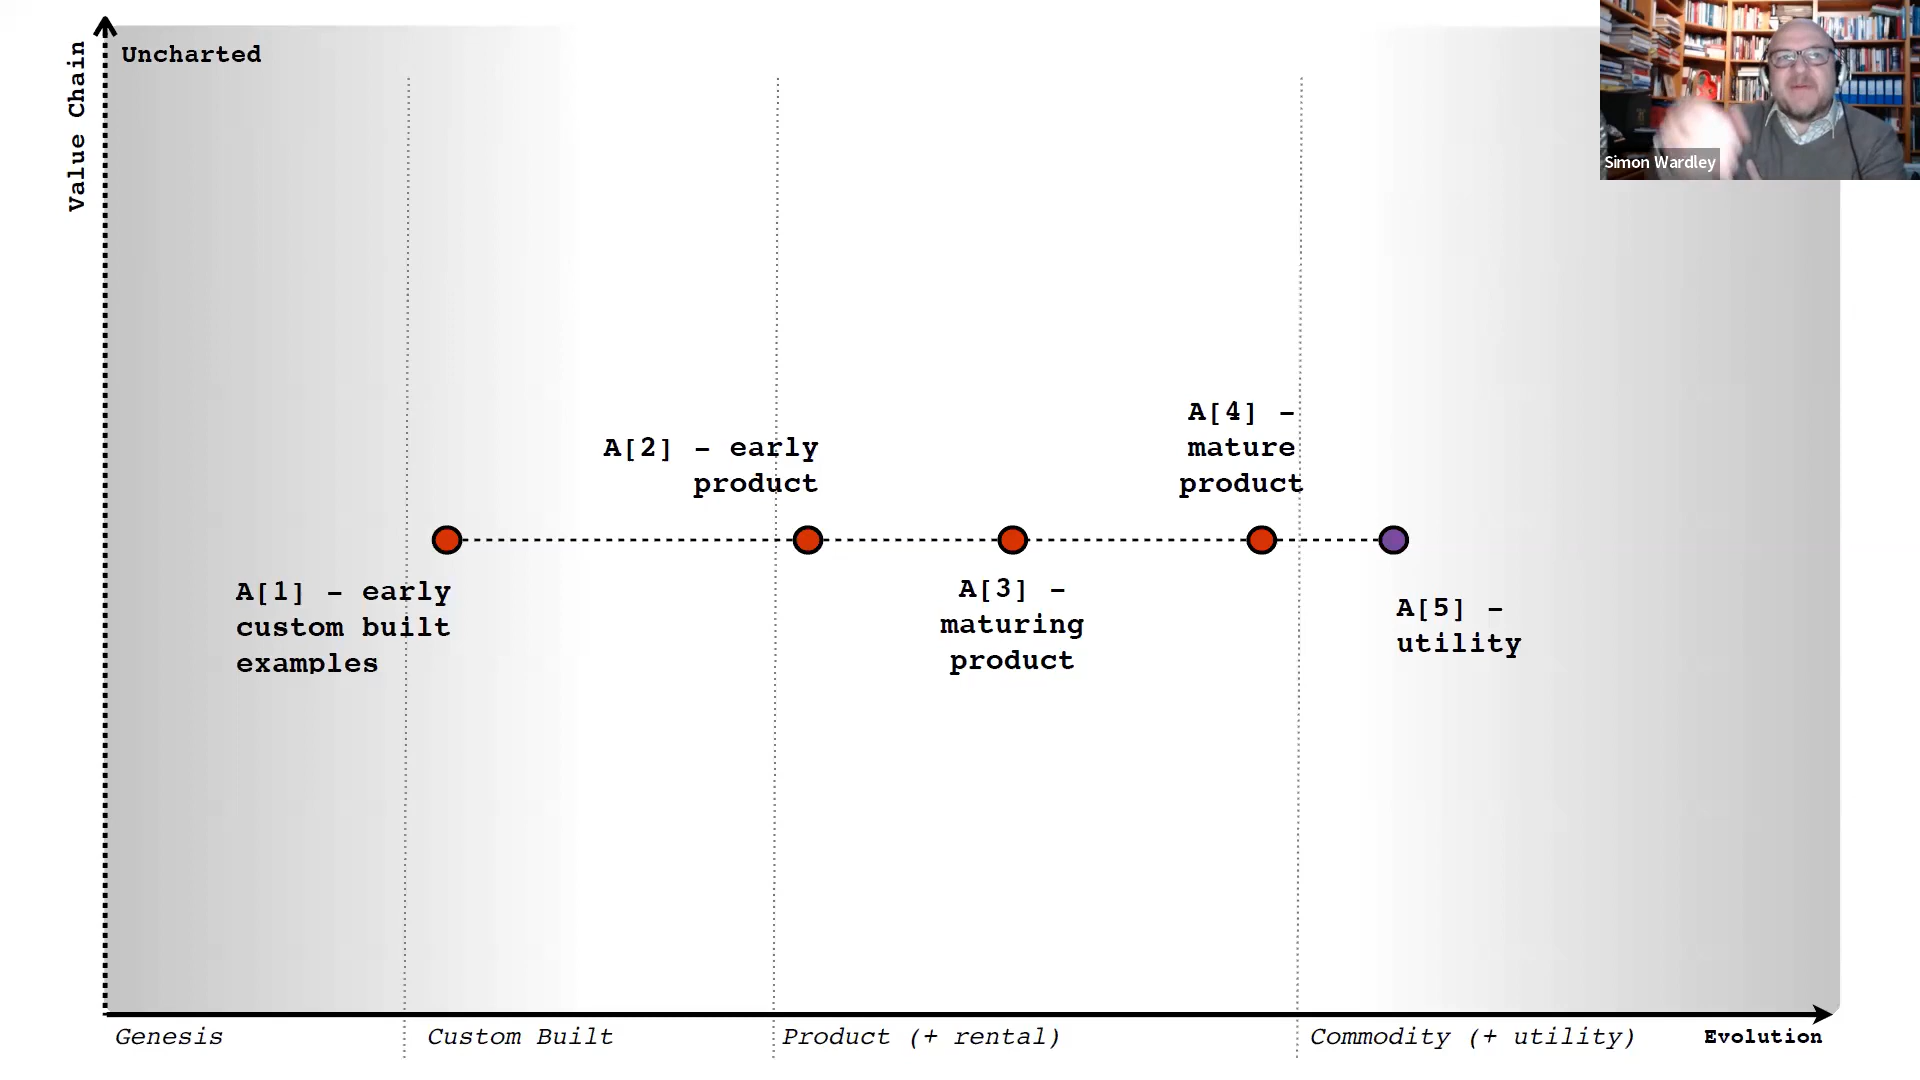 Value Chain
Uncharted
Simon Wardley
A[4] –
mature
product
A[2] – early
product
A[1] – early
custom built
examples
A[3] –
maturing
product
A[5] –
utility
Genesis
Custom Built
Product (+ rental)
Commodity (+ utility)
Evolution